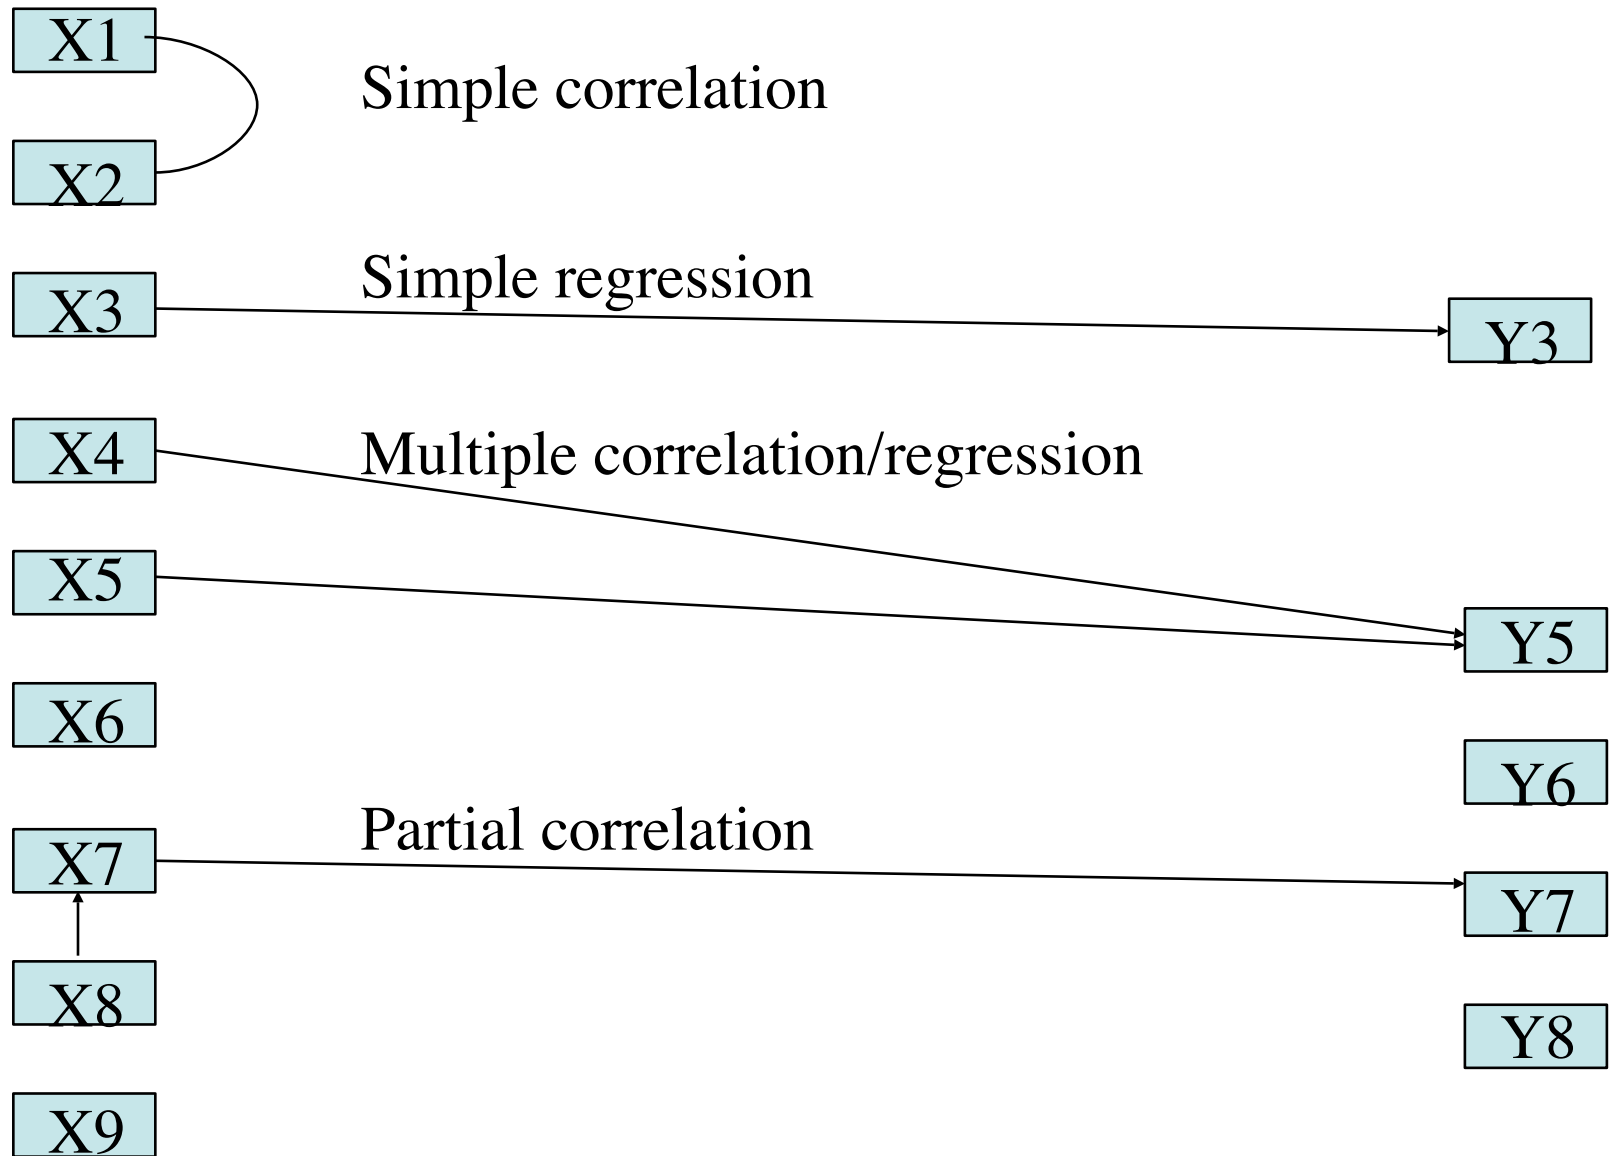 X1
Simple correlation
X2
Simple regression
X3
Y3
X4
Multiple correlation/regression
X5
Y5
X6
Y6
Partial correlation
X7
Y7
X8
Y8
X9